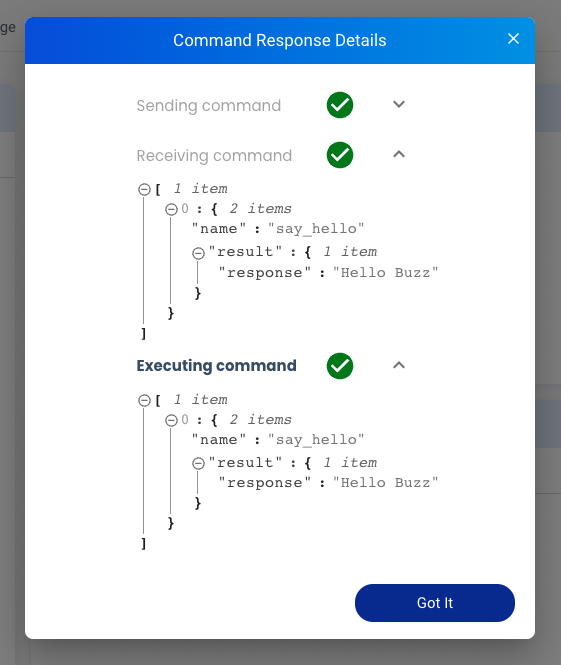 ge
Command Response Details
Sending command
Receiving command
[ 1 item
0 : { 2 items
"name" : "say_hello"
"result" : { 1 item
"response" : "Hello Buzz"
}
}
]
Executing command
[ 1 item
0 : { 2 items
"name" : "say_hello"
"result" : { 1 item
"response" : "Hello Buzz"
}
}
]
Got It